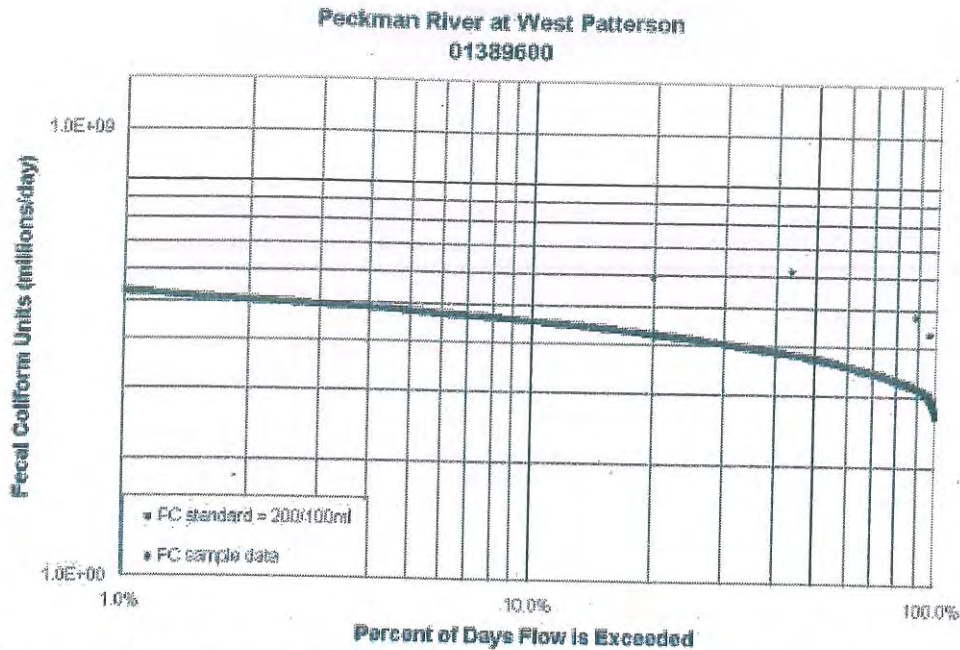 Peckman River at West Patterson
01389600
1.0E+09
Fecal Coliform Units (millions/day)
FC standard = 200/100ml
FC sample data
1.0E+00
1.0%
10.0%
100.0%
Percent of Days Flow is Exceeded